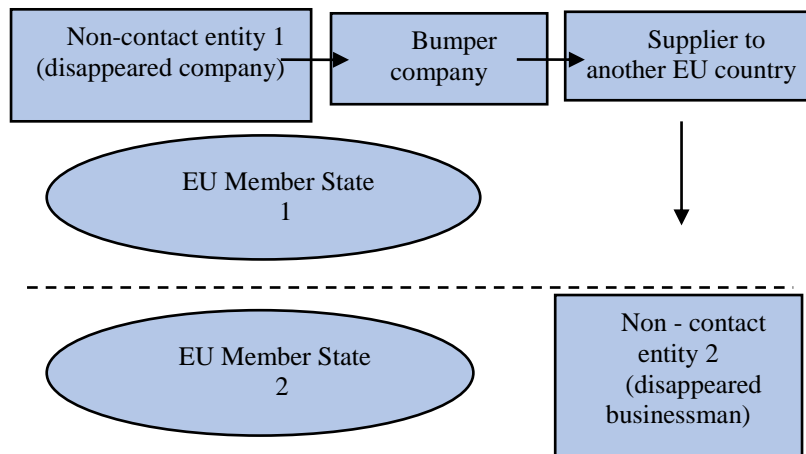 Non-contact entity 1
(disappeared company)
Bumper
company
Supplier to
another EU country
EU Member State
1
EU Member State
2
Non - contact
entity 2
(disappeared
businessman)